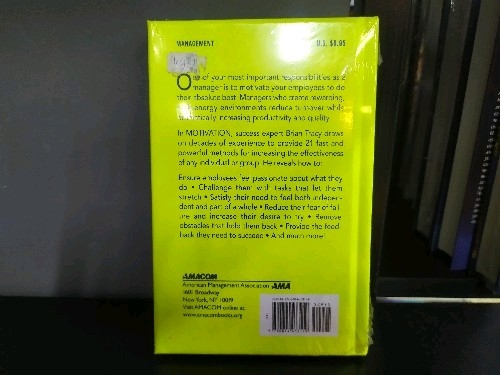 MANAGEMENT U.S. $9.95
One of your most important responsibilities as a
manager is to motivate your employees to do
their absolute best. Managers who create rewarding,
energy environments reduce turnover while
increasing productivity and quality.
In MOTIVATION, success expert Brian Tracy draws
on decades of experience to provide 21 fast and
powerful methods for increasing the effectiveness
of any individual or group. He reveals how to:
Ensure employees feel passionate about what they
do • Challenge them with tasks that let them
stretch • Satisfy their need to feel both indepen-
dent and part of a whole • Reduce their fear of fail-
ure and increase their desire to try • Remove
obstacles that hold them back • Provide the feed-
back they need to succeed • And much more!
AMACOM
American Management Association AMA
1601 Broadway
New York, NY 10019
Visit AMACOM online at:
www.amacombooks.org